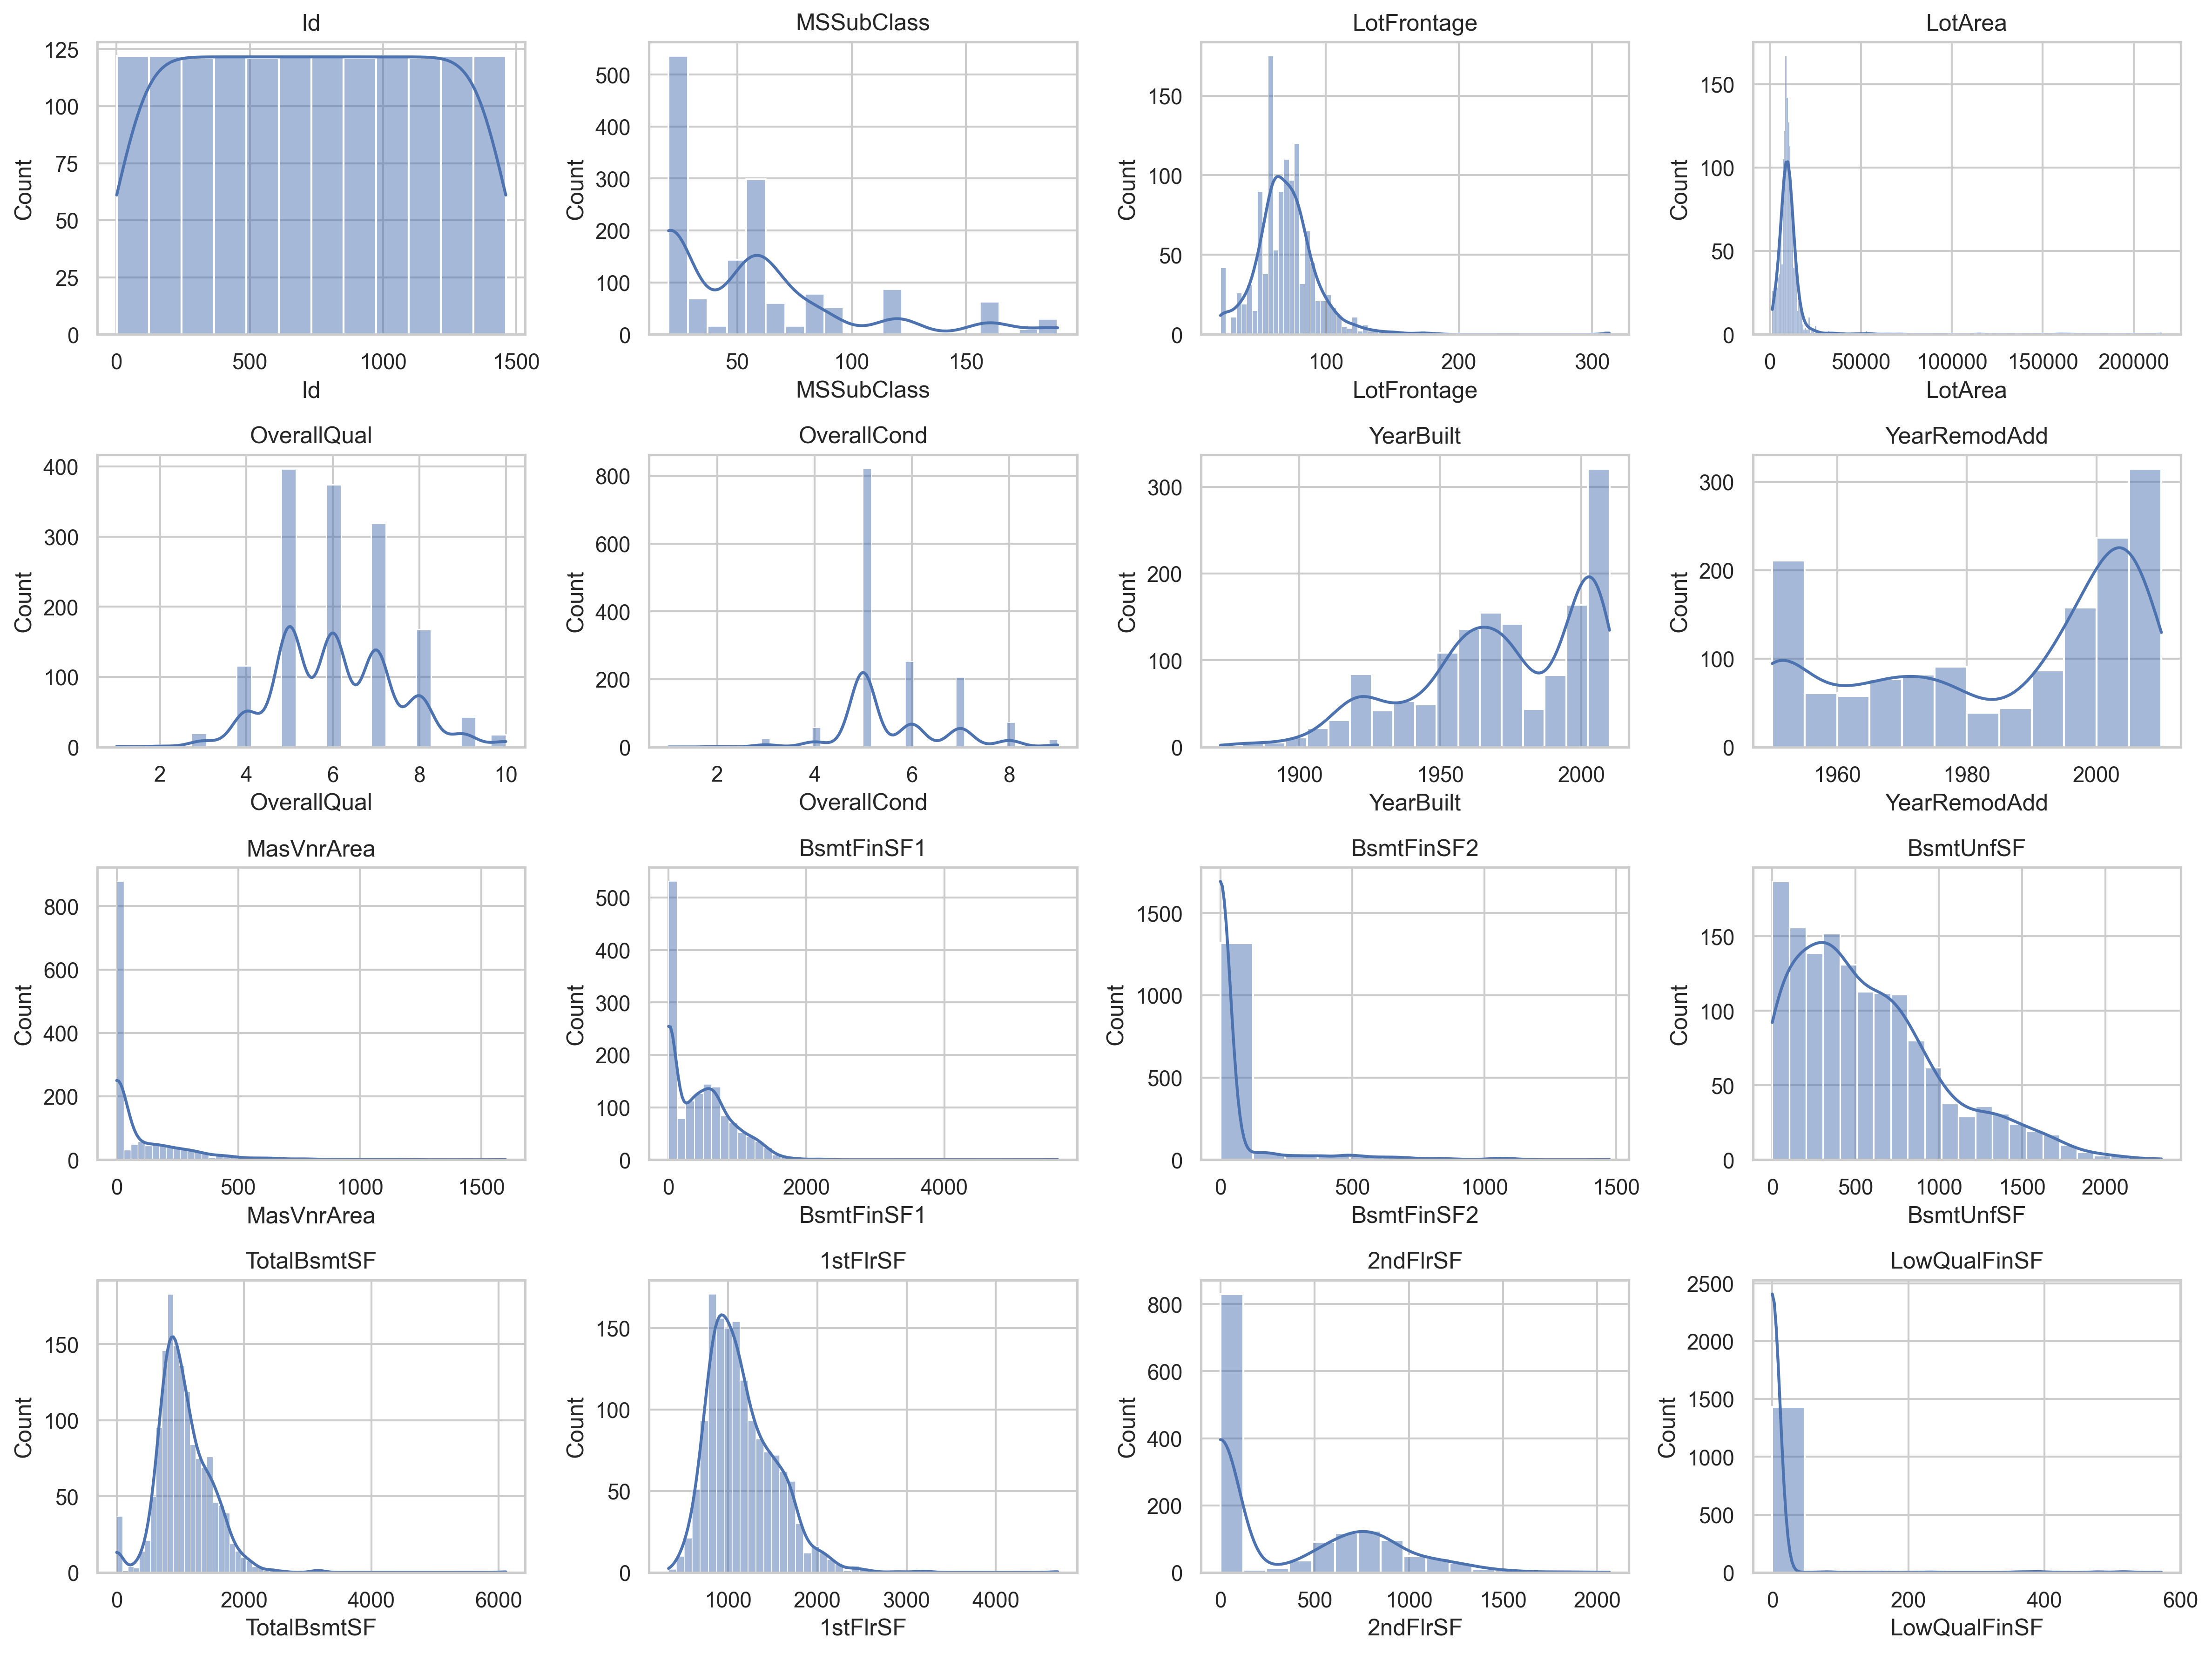 Id
MSSubClass
LotFrontage
LotArea
125
100
75
50
25
0
Count
0 500 1000 1500
Id
500
400
300
200
100
0
Count
50 100 150
MSSubClass
150
100
50
0
Count
100 200 300
LotFrontage
150
100
50
0
Count
0 50000 100000 150000 200000
LotArea
OverallQual
OverallCond
YearBuilt
YearRemodAdd
400
300
200
100
0
Count
2 4 6 8 10
OverallQual
800
600
400
200
0
Count
2 4 6 8
OverallCond
300
200
100
0
Count
1900 1950 2000
YearBuilt
300
200
100
0
Count
1960 1980 2000
YearRemodAdd
MasVnrArea
BsmtFinSF1
BsmtFinSF2
BsmtUnfSF
800
600
400
200
0
Count
0 500 1000 1500
MasVnrArea
500
400
300
200
100
0
Count
0 2000 4000
BsmtFinSF1
1500
1000
500
0
Count
0 500 1000 1500
BsmtFinSF2
150
100
50
0
Count
0 500 1000 1500 2000
BsmtUnfSF
TotalBsmtSF
1stFlrSF
2ndFlrSF
LowQualFinSF
150
100
50
0
Count
0 2000 4000 6000
TotalBsmtSF
150
100
50
0
Count
1000 2000 3000 4000
1stFlrSF
800
600
400
200
0
Count
0 500 1000 1500 2000
2ndFlrSF
2500
2000
1500
1000
500
0
Count
0 200 400 600
LowQualFinSF